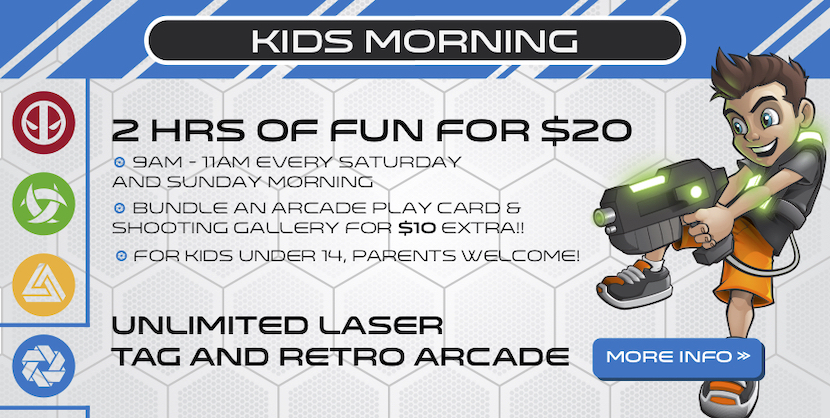 KIDS MORNING
2 HRS OF FUN FOR $20
9AM - 11AM EVERY SATURDAY
AND SUNDAY MORNING
BUNDLE AN ARCADE PLAY CARD &
SHOOTING GALLERY FOR $10 EXTRA!!
FOR KIDS UNDER 14, PARENTS WELCOME!
UNLIMITED LASER
TAG AND RETRO ARCADE
MORE INFO »